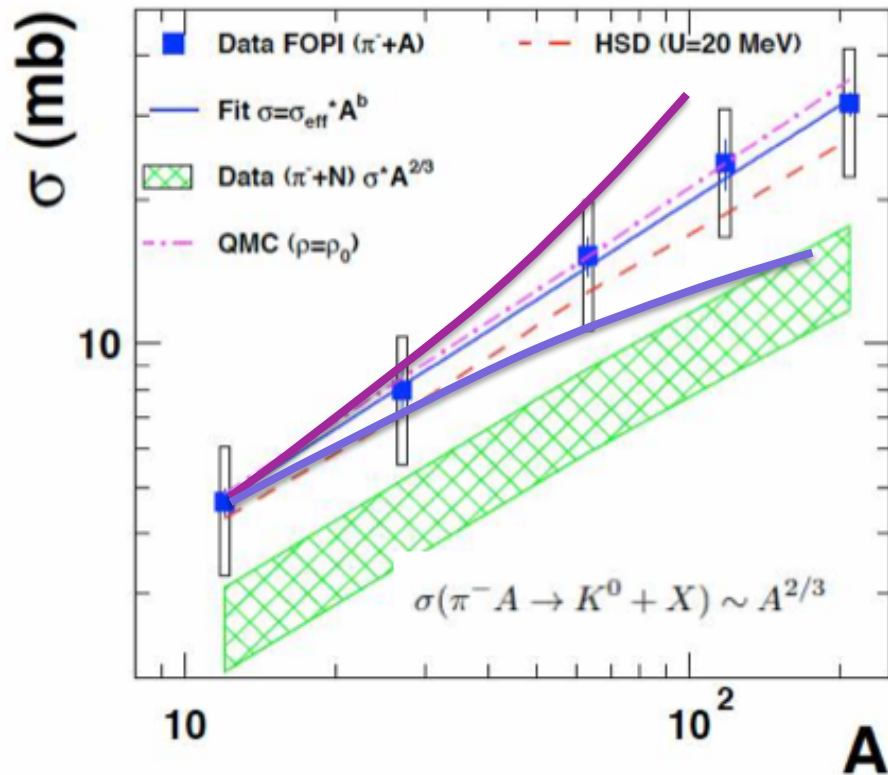 σ (mb)
Data FOPI (π⁻+A)
HSD (U=20 MeV)
Fit σ=σ_eff*A^b
Data (π⁻+N) σ*A^2/3
QMC (ρ=ρ₀)
10
σ(π⁻A → K⁰ + X) ∼ A^2/3
10
10²
A